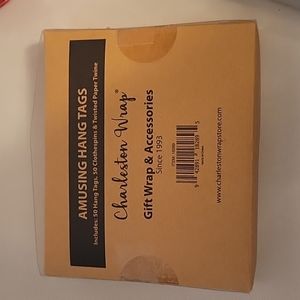 AMUSING HANG TAGS
Includes: 50 Hang Tags, 50 Clothespins & Twisted Paper Twine
Charleston Wrap®
Gift Wrap & Accessories
Since 1993
www.charlestonwrapstore.com